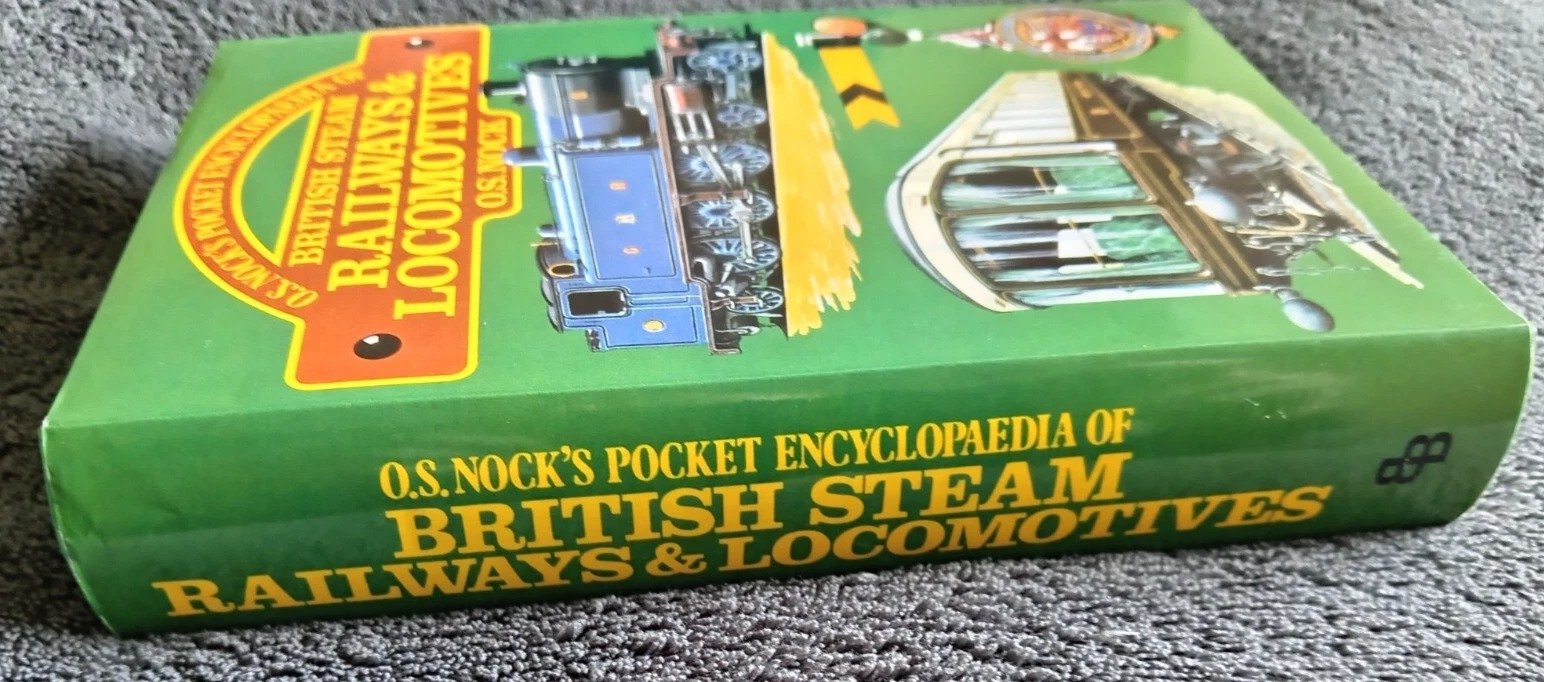 O.S. NOCK'S POCKET ENCYCLOPAEDIA OF
BRITISH STEAM
RAILWAYS &
LOCOMOTIVES
O.S. NOCK
O.S. NOCK'S POCKET ENCYCLOPAEDIA OF
BRITISH STEAM
RAILWAYS & LOCOMOTIVES